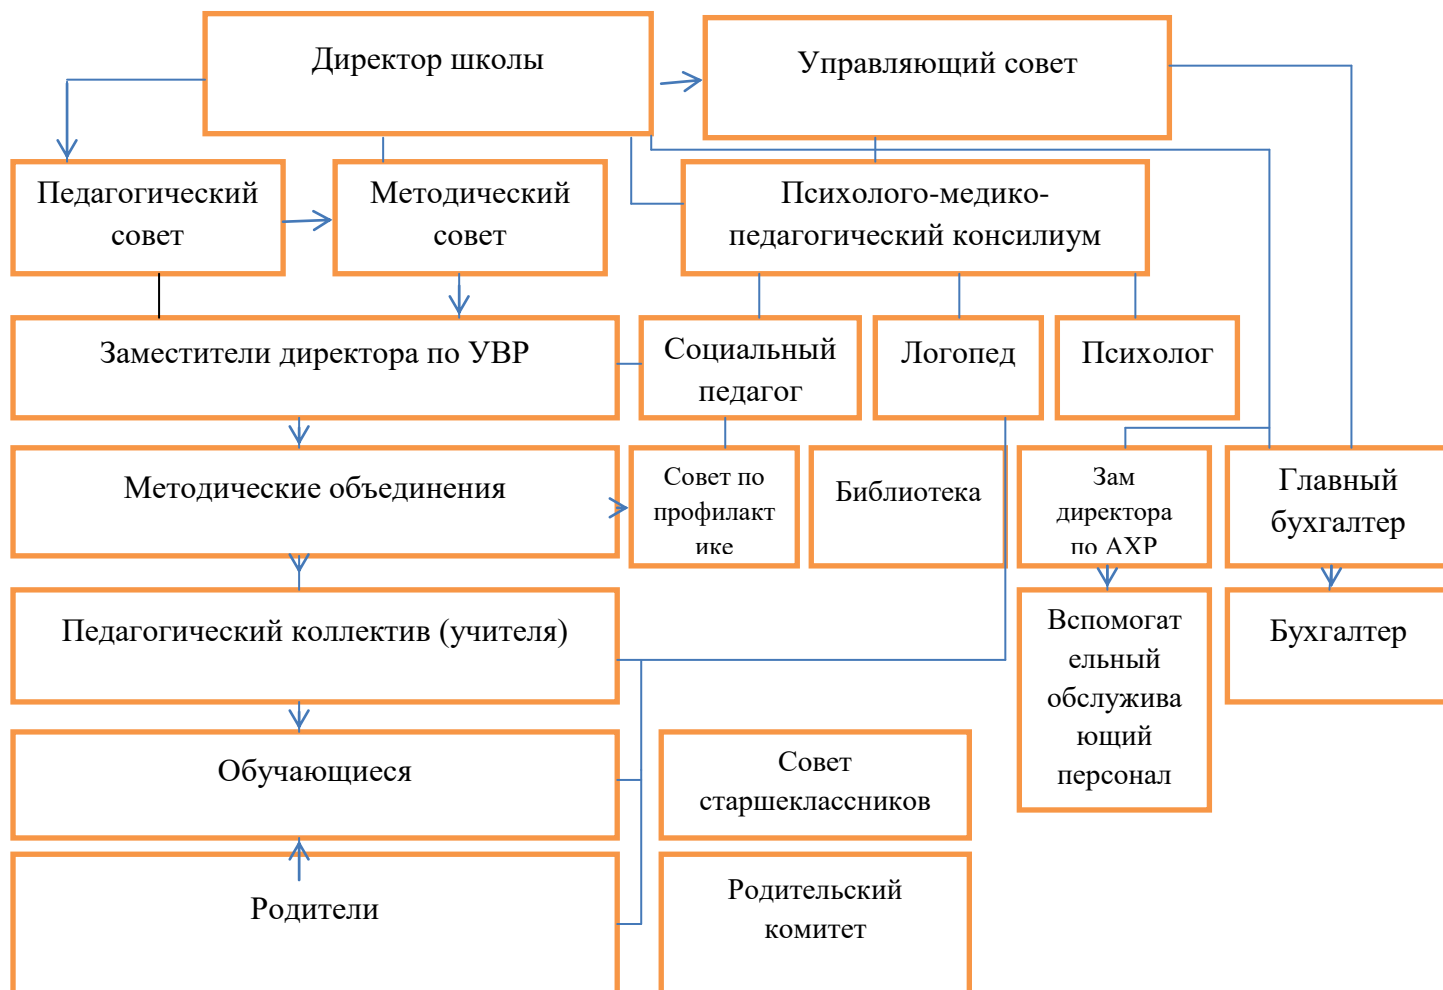 Директор школы
Управляющий совет
Педагогический
совет
Методический
совет
Психолого-медико-
педагогический консилиум
Заместители директора по УВР
Социальный
педагог
Логопед
Психолог
Методические объединения
Совет по
профилакт
ике
Библиотека
Зам
директора
по АХР
Главный
бухгалтер
Педагогический коллектив (учителя)
Вспомогат
ельный
обслужива
ющий
персонал
Бухгалтер
Обучающиеся
Совет
старшеклассников
Родители
Родительский
комитет